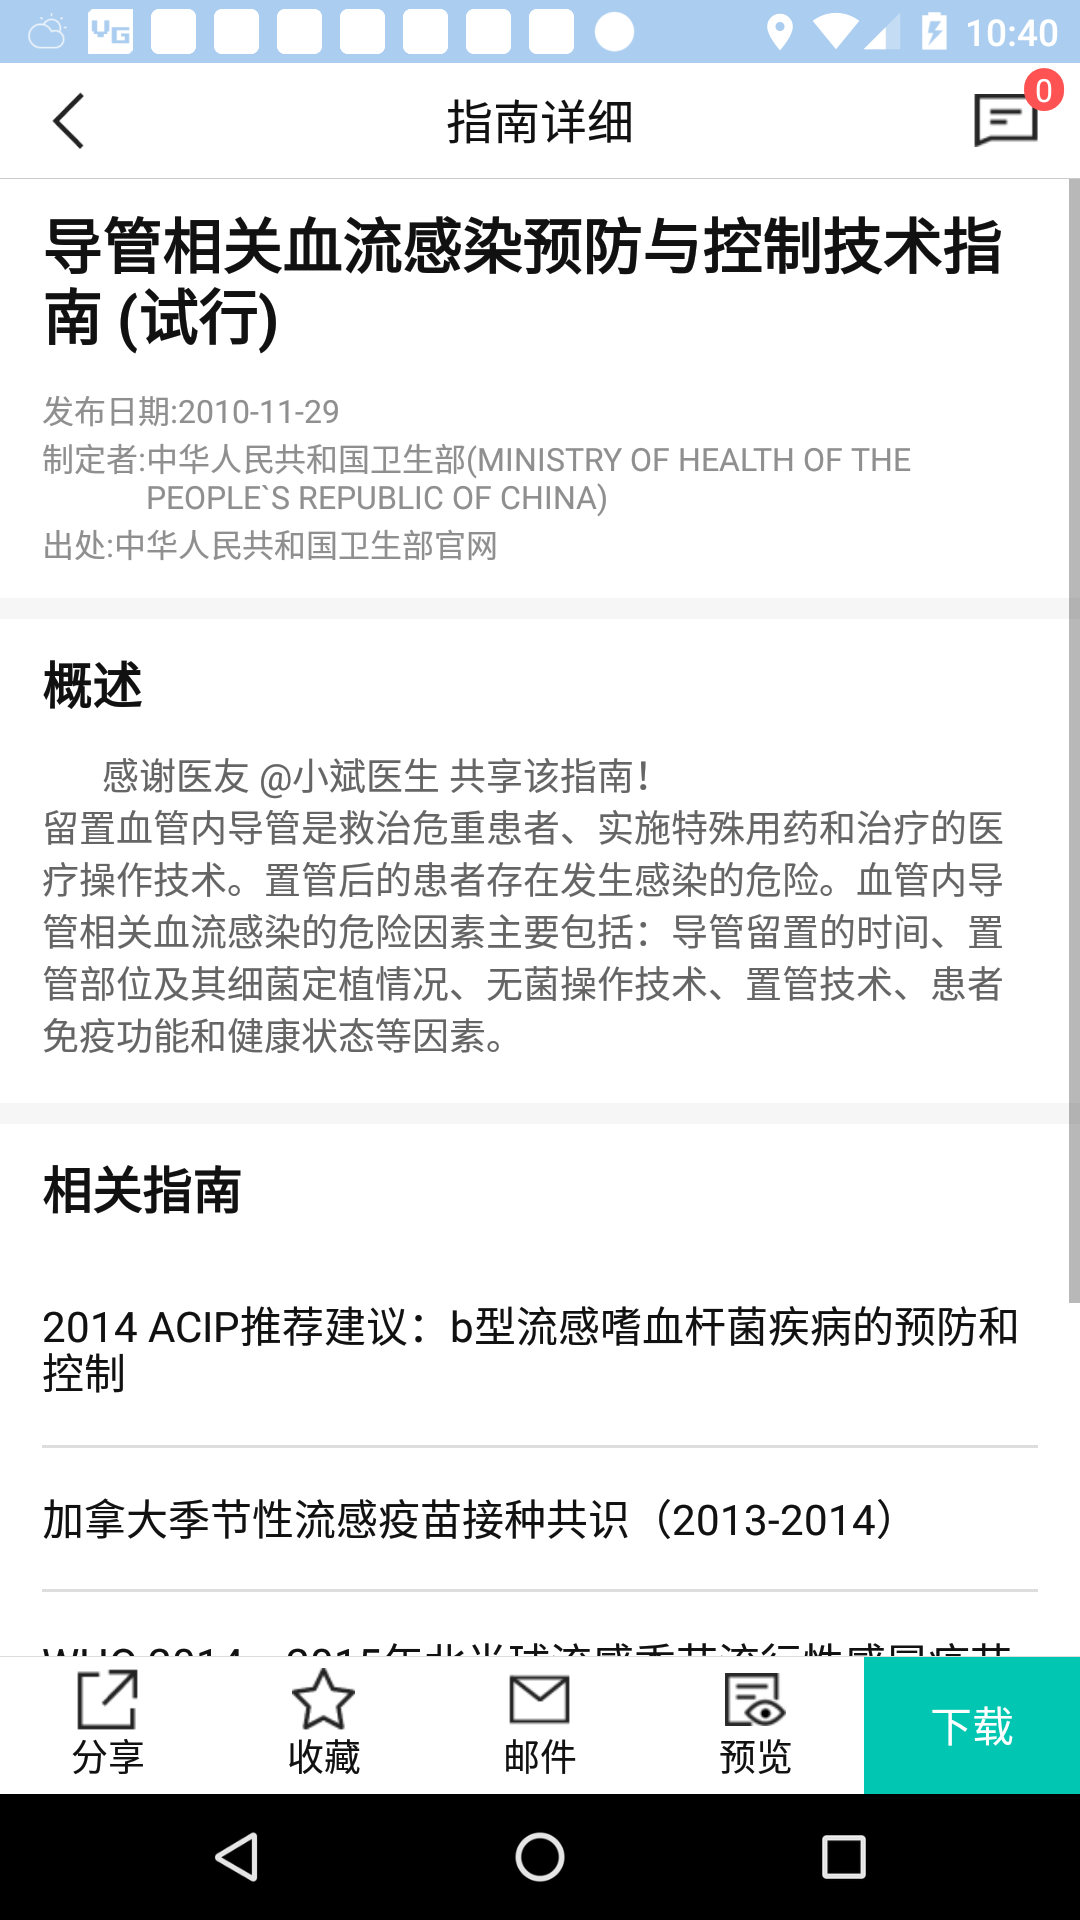 VG
10:40
指南详细
0
导管相关血流感染预防与控制技术指
南 (试行)
发布日期:2010-11-29
制定者:中华人民共和国卫生部(MINISTRY OF HEALTH OF THE
PEOPLE`S REPUBLIC OF CHINA)
出处:中华人民共和国卫生部官网
概述
感谢医友 @小斌医生 共享该指南！
留置血管内导管是救治危重患者、实施特殊用药和治疗的医
疗操作技术。置管后的患者存在发生感染的危险。血管内导
管相关血流感染的危险因素主要包括：导管留置的时间、置
管部位及其细菌定植情况、无菌操作技术、置管技术、患者
免疫功能和健康状态等因素。
相关指南
2014 ACIP推荐建议：b型流感嗜血杆菌疾病的预防和
控制
加拿大季节性流感疫苗接种共识（2013-2014）
分享
收藏
邮件
预览
下载